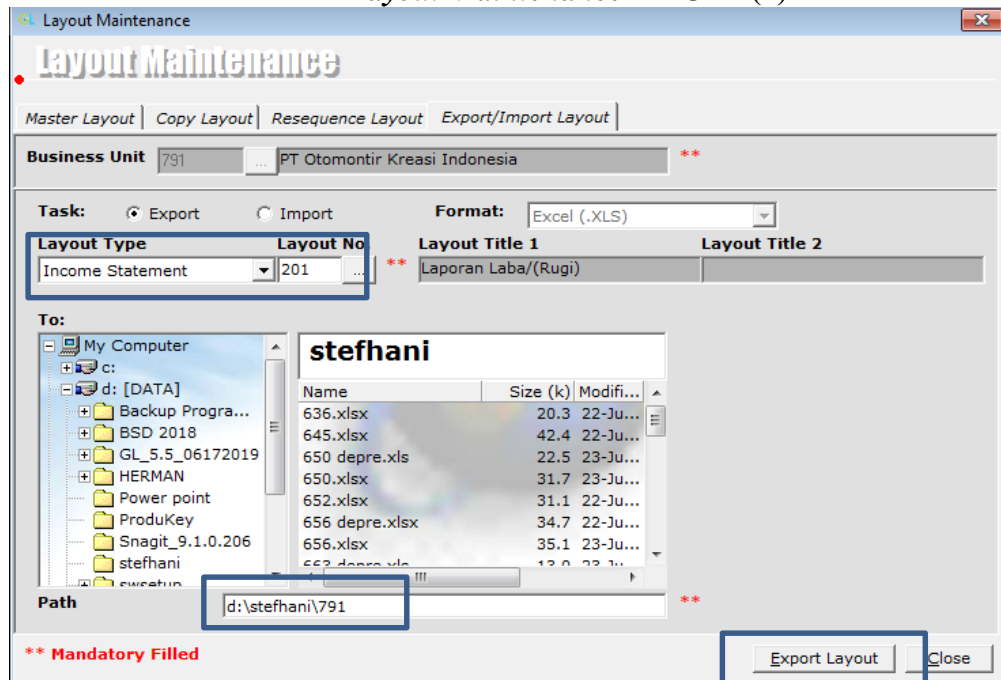 Layout Maintenance
Layout Maintenance
Master Layout Copy Layout Resequence Layout Export/Import Layout
Business Unit 791 ... PT Otomontir Kreasi Indonesia **
Task: Export Import Format: Excel (.XLS)
Layout Type Layout No. Layout Title 1 Layout Title 2
Income Statement 201 ... ** Laporan Laba/(Rugi)
To:
My Computer
c:
d: [DATA]
Backup Progra...
BSD 2018
GL_5.5_06172019
HERMAN
Power point
ProduKey
Snagit_9.1.0.206
stefhani
swsetup
stefhani
Name Size (k) Modifi...
636.xlsx 20.3 22-Ju...
645.xlsx 42.4 22-Ju...
650 depre.xls 22.5 23-Ju...
650.xlsx 31.7 23-Ju...
652.xlsx 31.1 22-Ju...
656 depre.xlsx 34.7 22-Ju...
656.xlsx 35.1 23-Ju...
Path d:\stefhani\791 **
** Mandatory Filled Export Layout Close